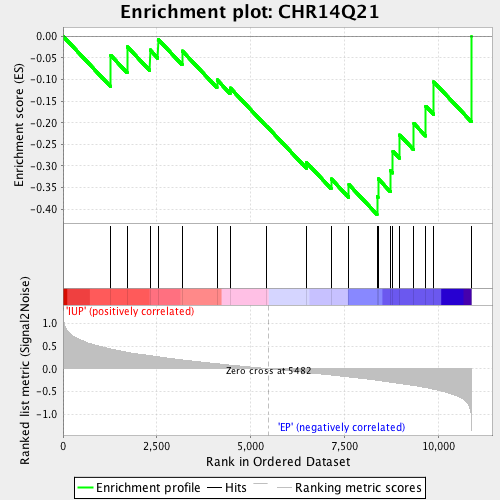 Enrichment plot: CHR14Q21
Enrichment score (ES)
0.00
-0.05
-0.10
-0.15
-0.20
-0.25
-0.30
-0.35
-0.40
'IUP' (positively correlated)
Ranked list metric (Signal2Noise)
1.0
0.5
0.0
-0.5
-1.0
Zero cross at 5482
'EP' (negatively correlated)
0 2,500 5,000 7,500 10,000
Rank in Ordered Dataset
Enrichment profile Hits Ranking metric scores